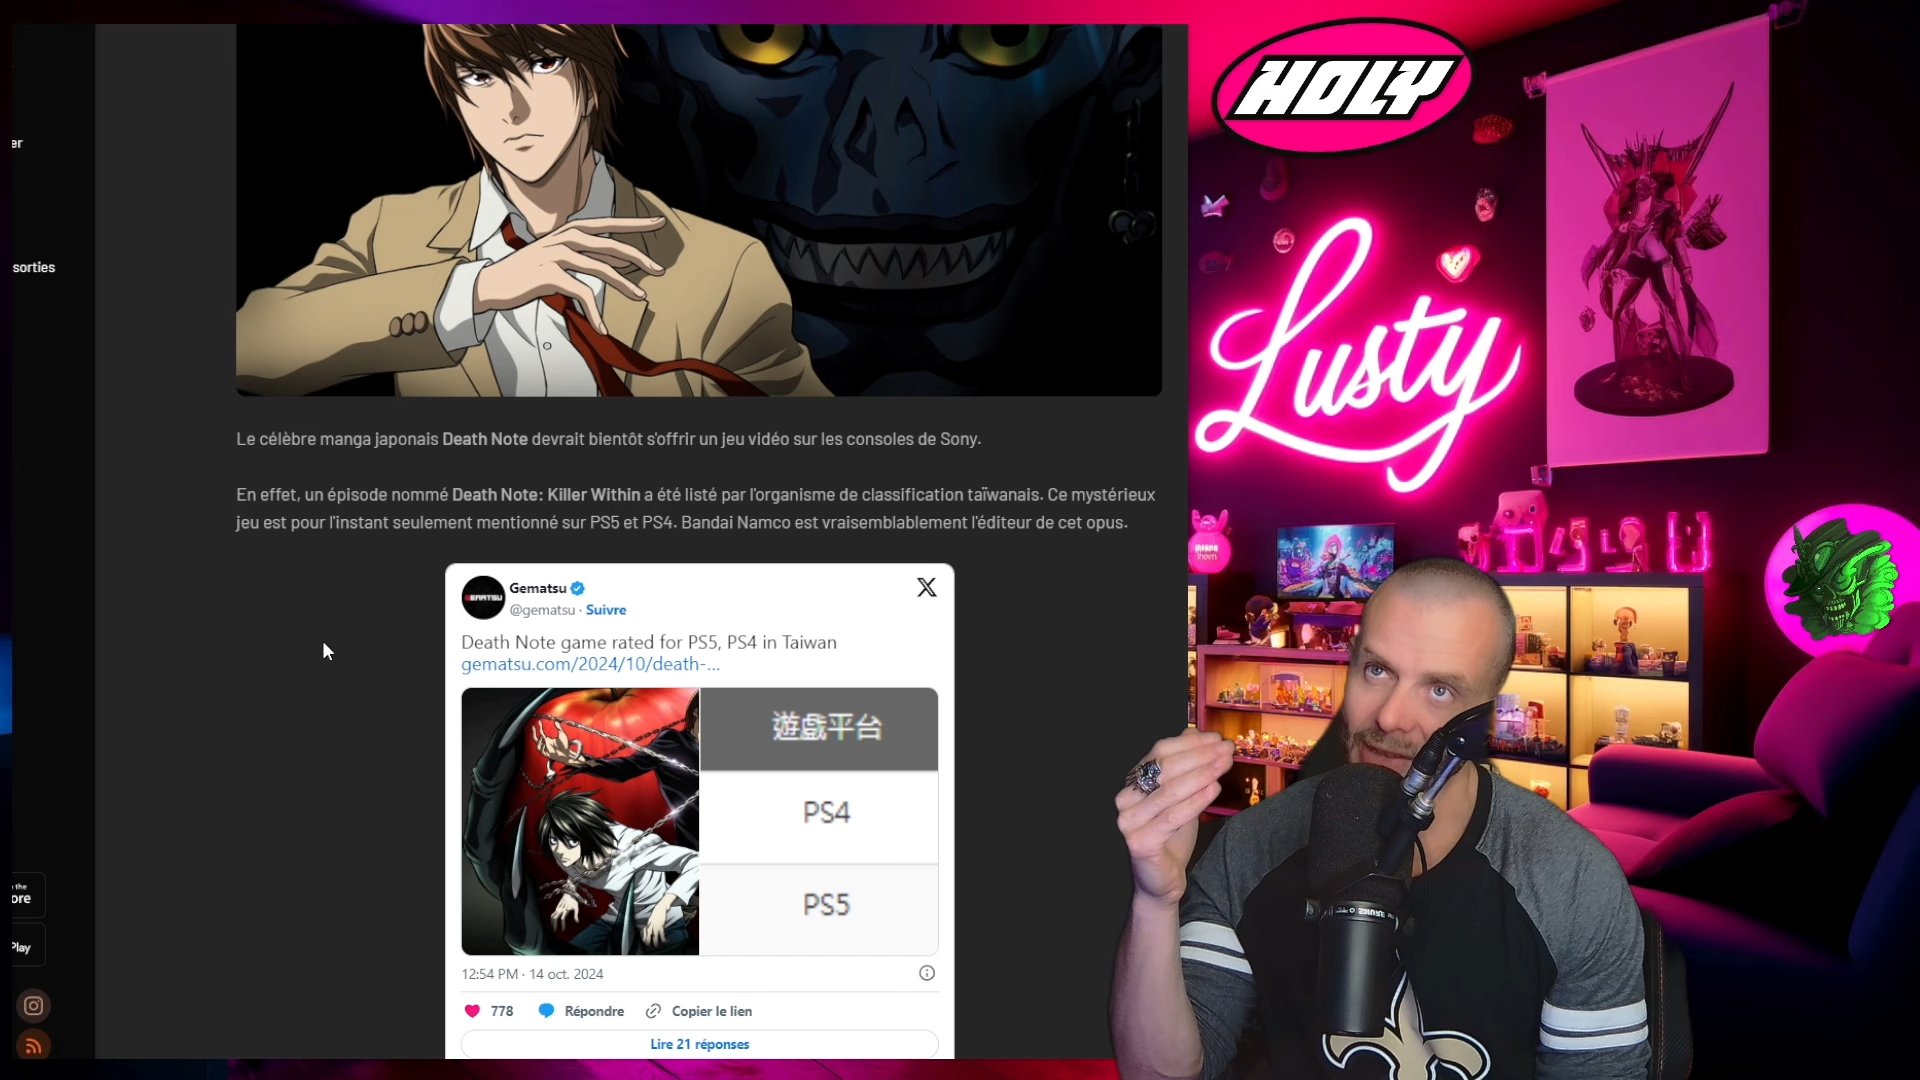 HOLY
er
sorties
Lusty
Le célèbre manga japonais Death Note devrait bientôt s'offrir un jeu vidéo sur les consoles de Sony.
En effet, un épisode nommé Death Note: Killer Within a été listé par l'organisme de classification taïwanais. Ce mystérieux
jeu est pour l'instant seulement mentionné sur PS5 et PS4. Bandai Namco est vraisemblablement l'éditeur de cet opus.
GEMATSU
Gematsu
@gematsu · Suivre
X
Death Note game rated for PS5, PS4 in Taiwan
gematsu.com/2024/10/death-...
遊戲平台
PS4
PS5
12:54 PM · 14 oct. 2024
778 Répondre Copier le lien
Lire 21 réponses
the
ore
Play
SHURE